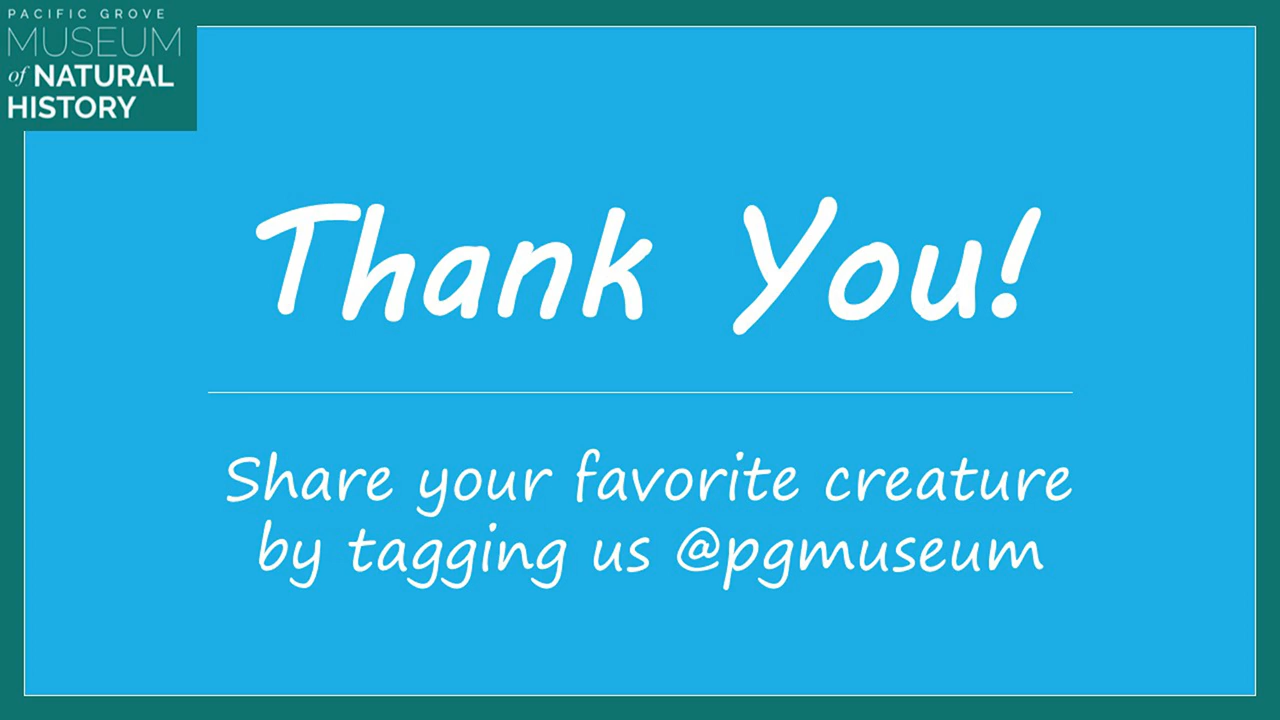 PACIFIC GROVE
MUSEUM
of NATURAL
HISTORY
Thank You!
Share your favorite creature
by tagging us @pgmuseum